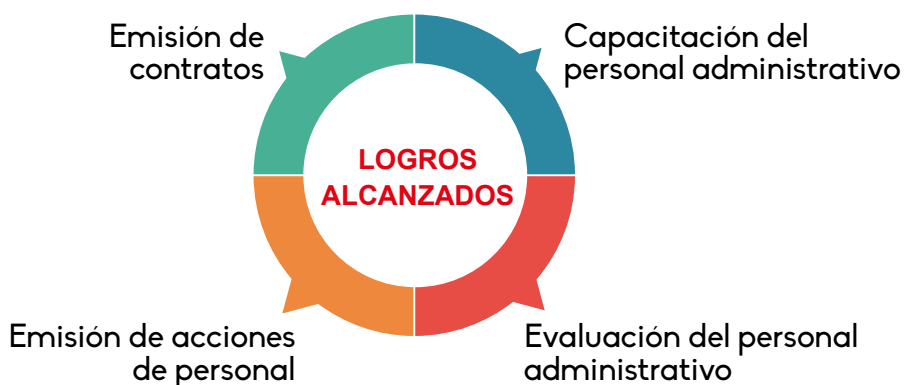 Emisión de
contratos
Capacitación del
personal administrativo
LOGROS
ALCANZADOS
Emisión de acciones
de personal
Evaluación del personal
administrativo